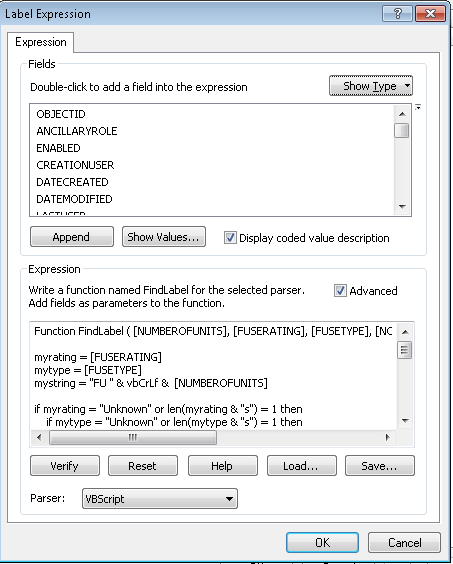 Label Expression
Expression
Fields
Double-click to add a field into the expression
Show Type
OBJECTID
ANCILLARYROLE
ENABLED
CREATIONUSER
DATECREATED
DATEMODIFIED
LASTUSER
Append
Show Values...
Display coded value description
Expression
Write a function named FindLabel for the selected parser.
Advanced
Add fields as parameters to the function.
Function FindLabel ( [NUMBEROFUNITS], [FUSERATING], [FUSETYPE], [NO
myrating = [FUSERATING]
mytype = [FUSETYPE]
mystring = "FU " & vbCrLf & [NUMBEROFUNITS]
if myrating = "Unknown" or len(myrating & "s") = 1 then
if mytype = "Unknown" or len(mytype & "s") = 1 then
Verify
Reset
Help
Load...
Save...
Parser:
VBScript
OK
Cancel